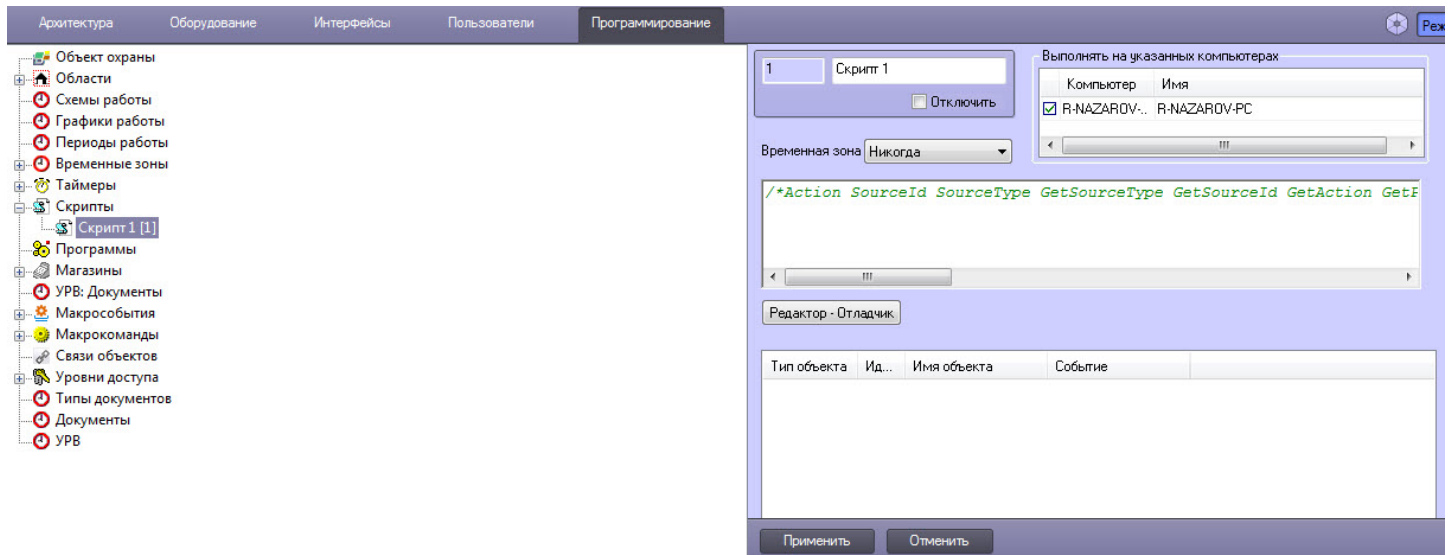 Архитектура Оборудование Интерфейсы Пользователи Программирование Реж
Объект охраны
Области
Схемы работы
Графики работы
Периоды работы
Временные зоны
Таймеры
Скрипты
Скрипт 1 [1]
Программы
Магазины
УРВ: Документы
Макрособытия
Макрокоманды
Связи объектов
Уровни доступа
Типы документов
Документы
УРВ
1 Скрипт 1
Отключить
Выполнять на указанных компьютерах
Компьютер Имя
R-NAZAROV-... R-NAZAROV-PC
Временная зона Никогда
/*Action SourceId SourceType GetSourceType GetSourceId GetAction GetP
Редактор - Отладчик
Тип объекта Ид... Имя объекта Событие
Применить Отменить